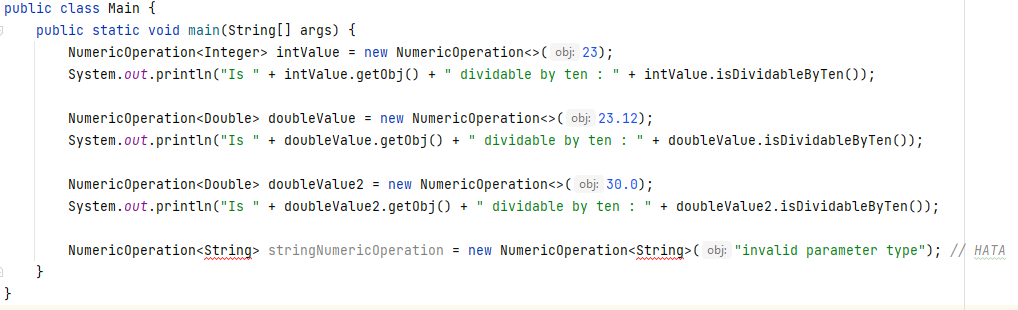 public class Main {
public static void main(String[] args) {
NumericOperation<Integer> intValue = new NumericOperation<>( obj: 23);
System.out.println("Is " + intValue.getObj() + " dividable by ten : " + intValue.isDividableByTen());
NumericOperation<Double> doubleValue = new NumericOperation<>( obj: 23.12);
System.out.println("Is " + doubleValue.getObj() + " dividable by ten : " + doubleValue.isDividableByTen());
NumericOperation<Double> doubleValue2 = new NumericOperation<>( obj: 30.0);
System.out.println("Is " + doubleValue2.getObj() + " dividable by ten : " + doubleValue2.isDividableByTen());
NumericOperation<String> stringNumericOperation = new NumericOperation<String>( obj: "invalid parameter type"); // HATA
}
}